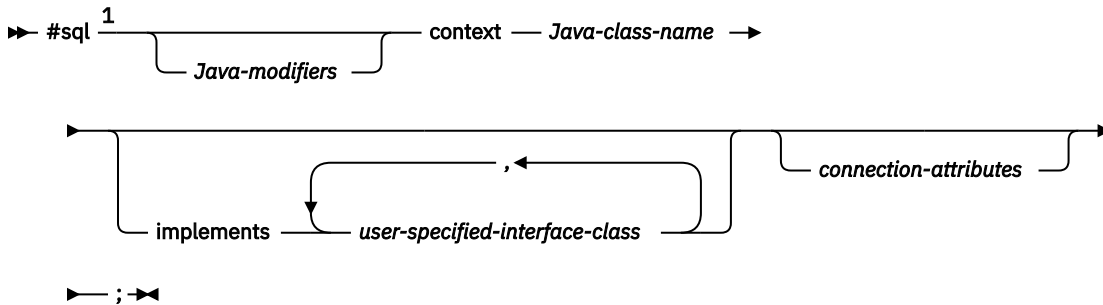 #sql 1 Java-modifiers context Java-class-name
implements , user-specified-interface-class connection-attributes
;